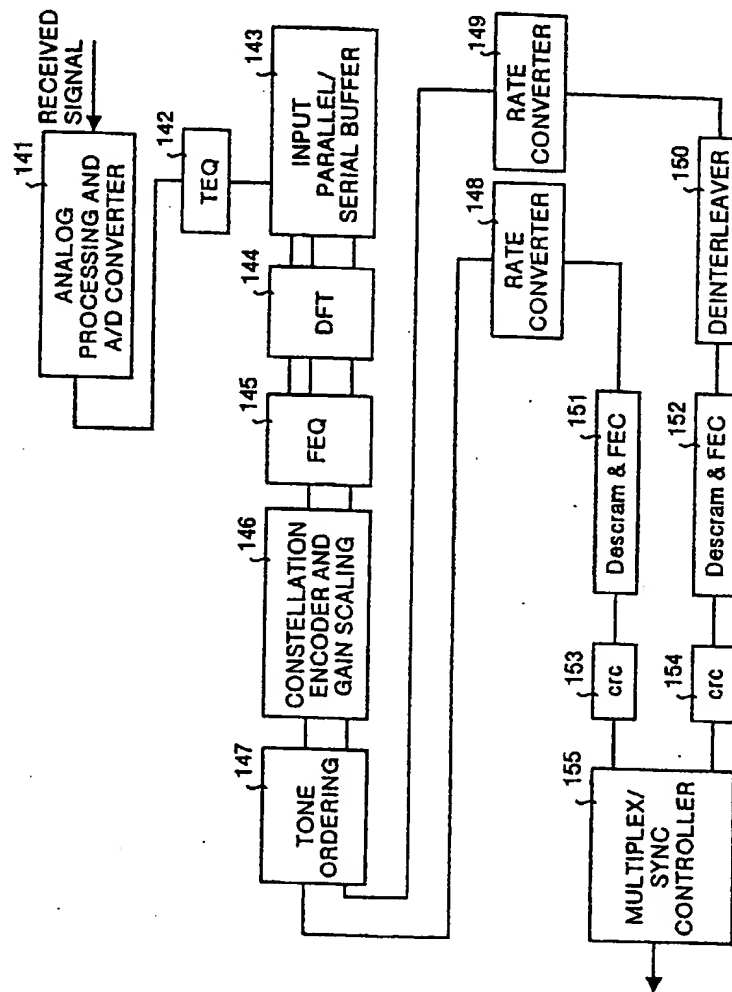 RECEIVED
SIGNAL
141
ANALOG
PROCESSING AND
A/D CONVERTER
142
TEQ
143
INPUT
PARALLEL/
SERIAL BUFFER
144
DFT
145
FEQ
146
CONSTELLATION
ENCODER AND
GAIN SCALING
147
TONE
ORDERING
148
RATE
CONVERTER
149
RATE
CONVERTER
150
DEINTERLEAVER
151
Descram & FEC
152
Descram & FEC
153
crc
154
crc
155
MULTIPLEX/
SYNC
CONTROLLER